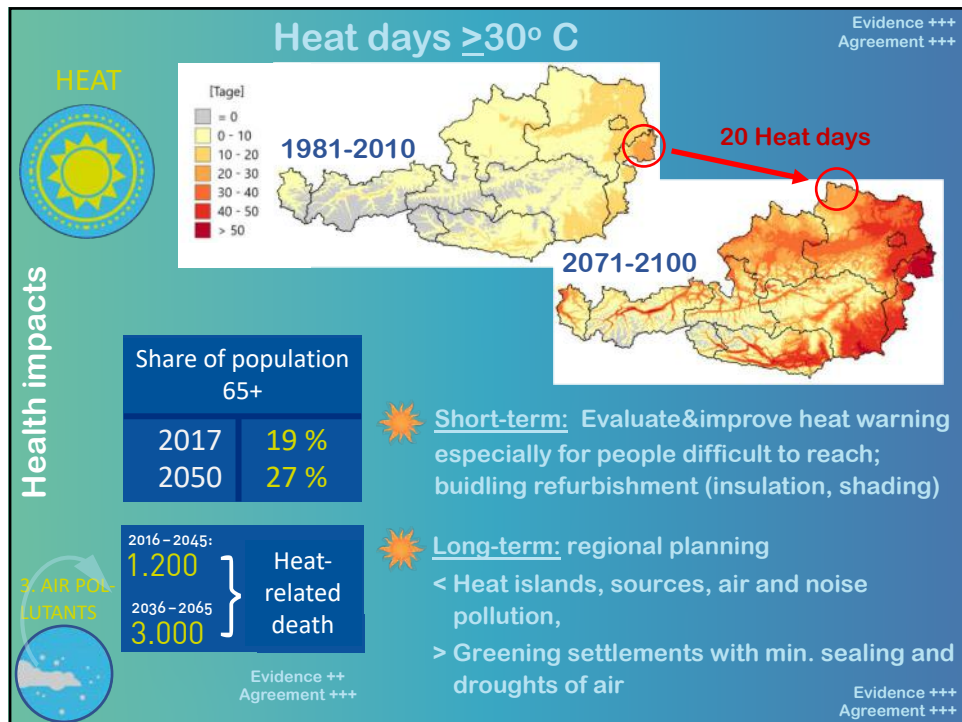 Heat days ≥30º C
Evidence +++
Agreement +++
HEAT
[Tage]
= 0
0 - 10
10 - 20
20 - 30
30 - 40
40 - 50
> 50
1981-2010
20 Heat days
2071-2100
Health impacts
Share of population
65+
2017 19 %
2050 27 %
Short-term: Evaluate&improve heat warning
especially for people difficult to reach;
buidling refurbishment (insulation, shading)
2016–2045:
1.200
2036–2065
3.000
Heat-
related
death
3. AIR POL-
LUTANTS
Evidence ++
Agreement +++
Long-term: regional planning
< Heat islands, sources, air and noise
pollution,
> Greening settlements with min. sealing and
droughts of air
Evidence +++
Agreement +++